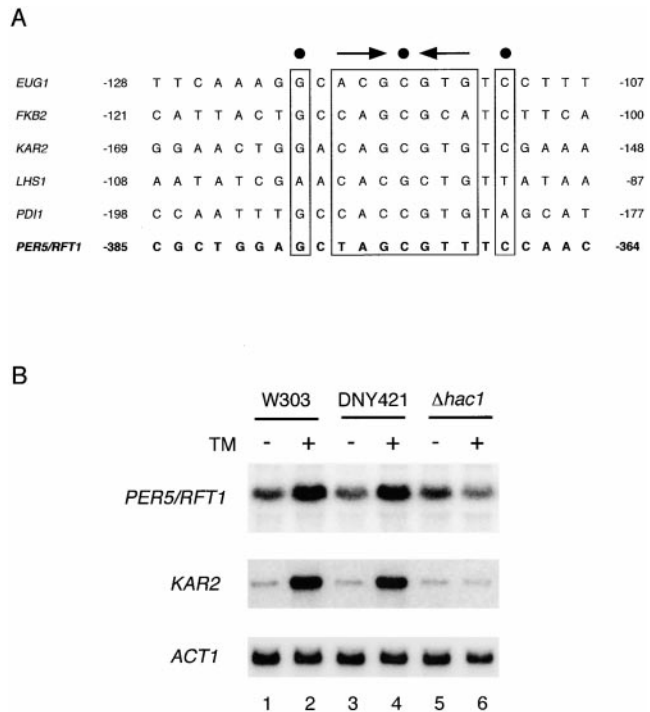 A
EUG1 -128 T T C A A A G G C A C G C G T G T C C T T T -107
FKB2 -121 C A T T A C T G C C A G C G C A T C T T C A -100
KAR2 -169 G G A A C T G G A C A G C G T G T C G A A A -148
LHS1 -108 A A T A T C G A A C A C G C T G T T A T A A -87
PDI1 -198 C C A A T T T G C C A C C G T G T A G C A T -177
PER5/RFT1 -385 C G C T G G A G C T A G C G T T T C C A A C -364
B
W303 DNY421 Δhac1
TM - + - + - +
PER5/RFT1
KAR2
ACT1
1 2 3 4 5 6